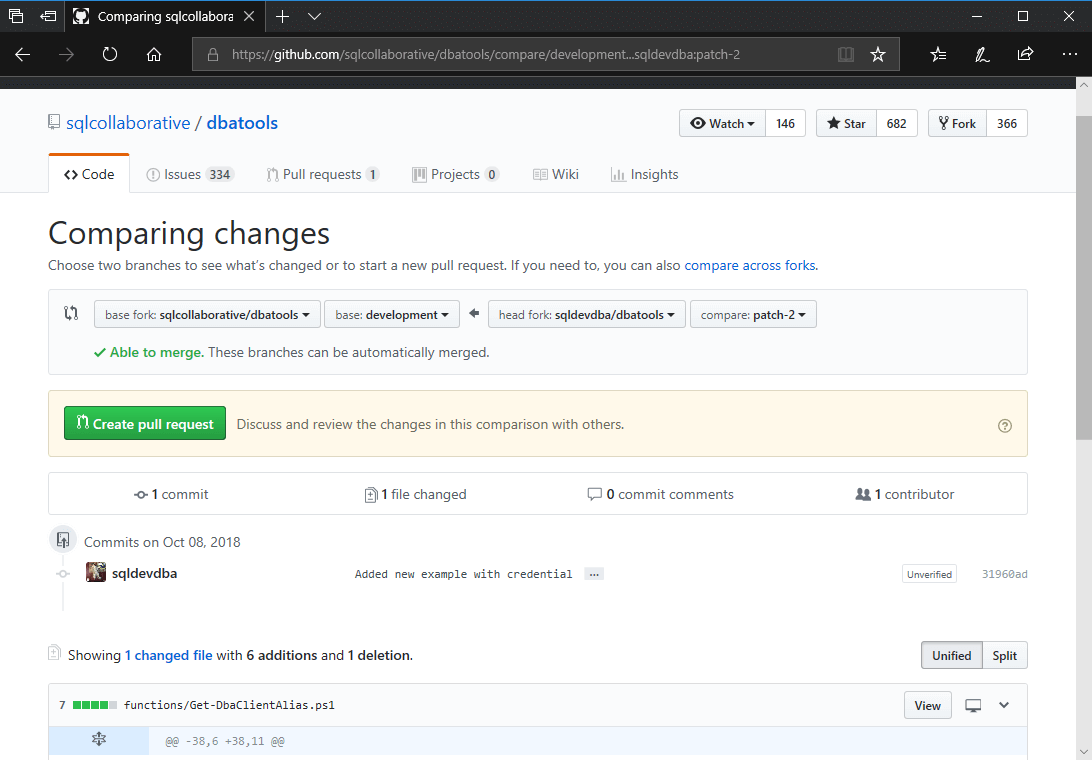 Comparing sqlcollabora
https://github.com/sqlcollaborative/dbatools/compare/development...sqldevdba:patch-2
sqlcollaborative / dbatools
Watch 146 Star 682 Fork 366
Code Issues 334 Pull requests 1 Projects 0 Wiki Insights
Comparing changes
Choose two branches to see what's changed or to start a new pull request. If you need to, you can also compare across forks.
base fork: sqlcollaborative/dbatools base: development head fork: sqldevdba/dbatools compare: patch-2
Able to merge. These branches can be automatically merged.
Create pull request Discuss and review the changes in this comparison with others.
1 commit 1 file changed 0 commit comments 1 contributor
Commits on Oct 08, 2018
sqldevdba Added new example with credential … Unverified 31960ad
Showing 1 changed file with 6 additions and 1 deletion. Unified Split
7 functions/Get-DbaClientAlias.ps1 View
@@ -38,6 +38,11 @@